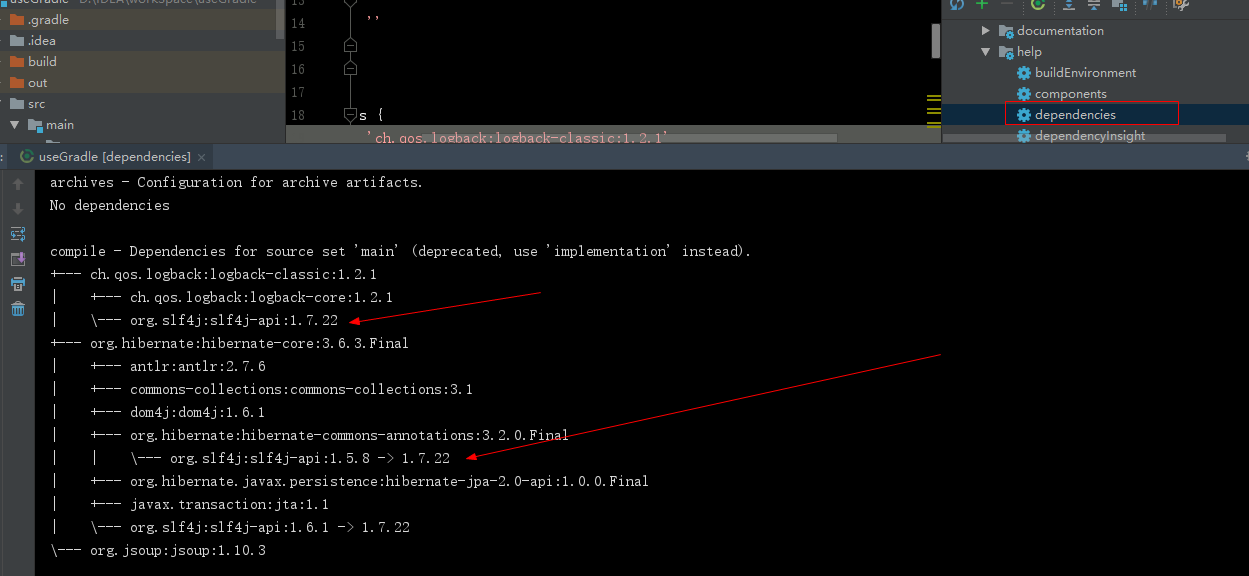 useGradle D:\IDEA\workSpace\useGradle
.gradle
.idea
build
out
src
main
13
14 ''
15
16
17
18 s {
'ch.qos.logback:logback-classic:1.2.1'
documentation
help
buildEnvironment
components
dependencies
dependencyInsight
: useGradle [dependencies] ×
archives - Configuration for archive artifacts.
No dependencies
compile - Dependencies for source set 'main' (deprecated, use 'implementation' instead).
+--- ch.qos.logback:logback-classic:1.2.1
|    +--- ch.qos.logback:logback-core:1.2.1
|    \--- org.slf4j:slf4j-api:1.7.22
+--- org.hibernate:hibernate-core:3.6.3.Final
|    +--- antlr:antlr:2.7.6
|    +--- commons-collections:commons-collections:3.1
|    +--- dom4j:dom4j:1.6.1
|    +--- org.hibernate:hibernate-commons-annotations:3.2.0.Final
|    |    \--- org.slf4j:slf4j-api:1.5.8 -> 1.7.22
|    +--- org.hibernate.javax.persistence:hibernate-jpa-2.0-api:1.0.0.Final
|    +--- javax.transaction:jta:1.1
|    \--- org.slf4j:slf4j-api:1.6.1 -> 1.7.22
\--- org.jsoup:jsoup:1.10.3